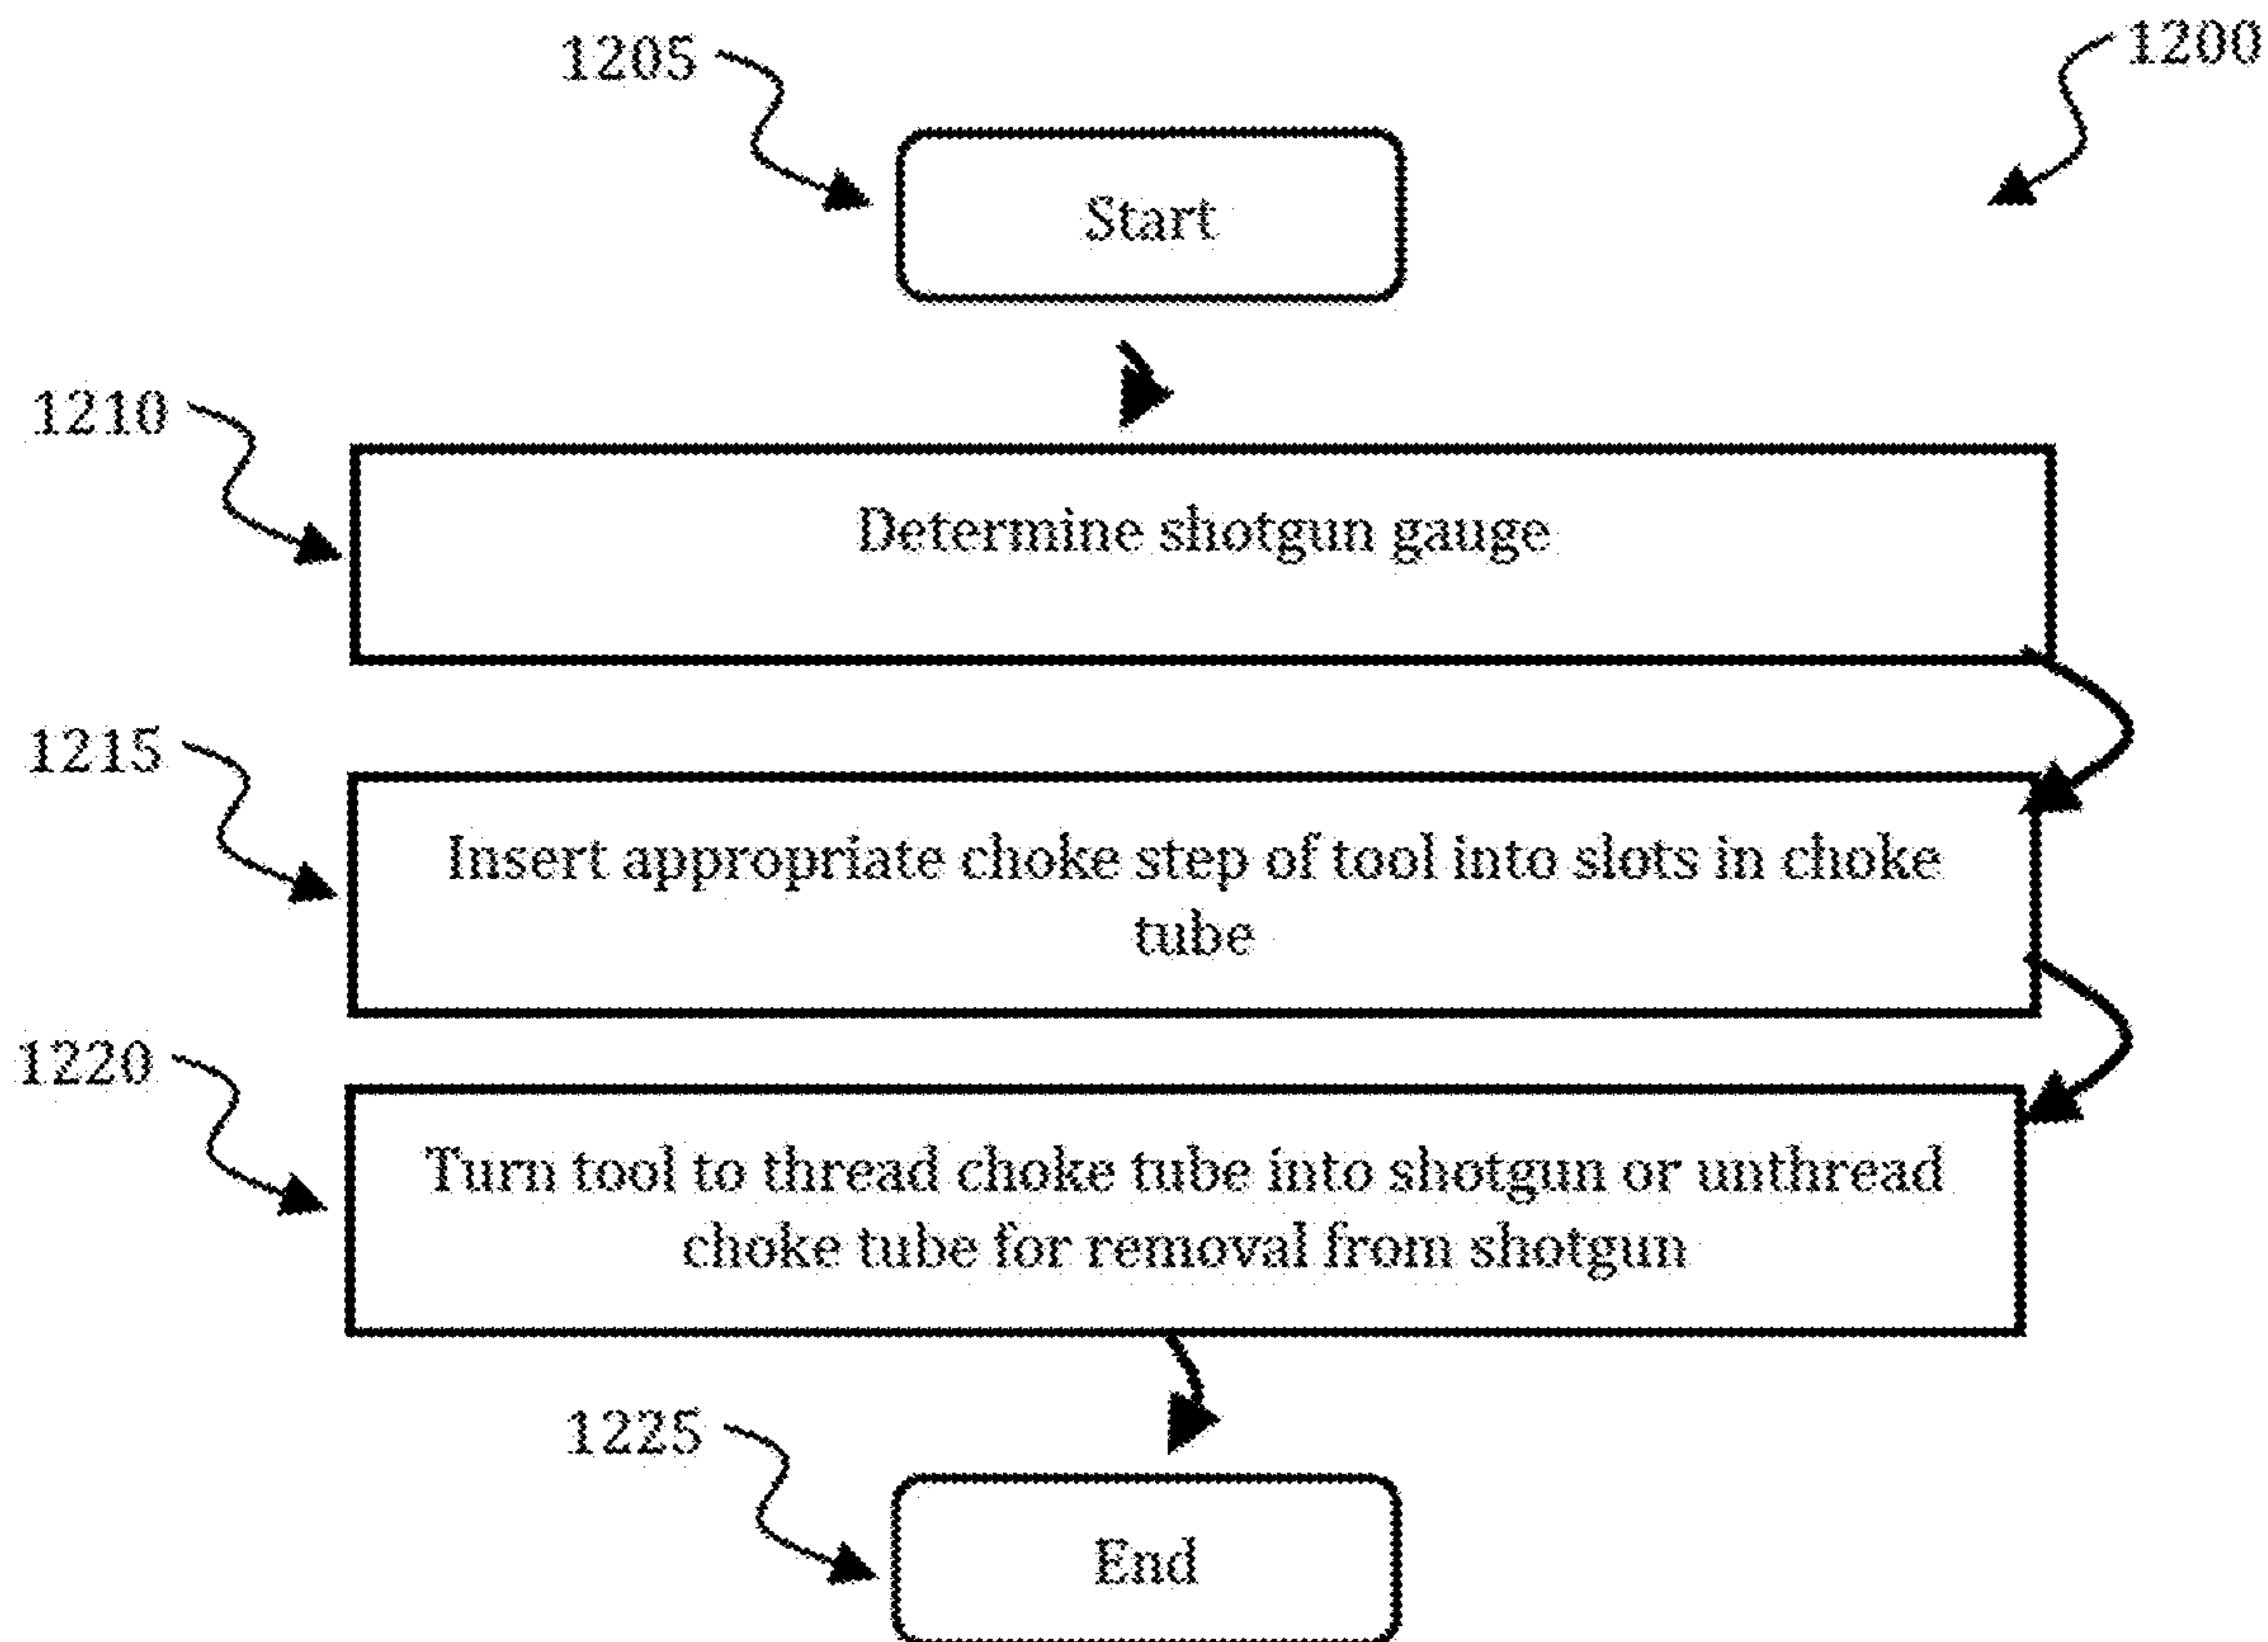 1205
1200
Start
1210
Determine shotgun gauge
1215
Insert appropriate choke step of tool into slots in choke
tube
1220
Turn tool to thread choke tube into shotgun or unthread
choke tube for removal from shotgun
1225
End